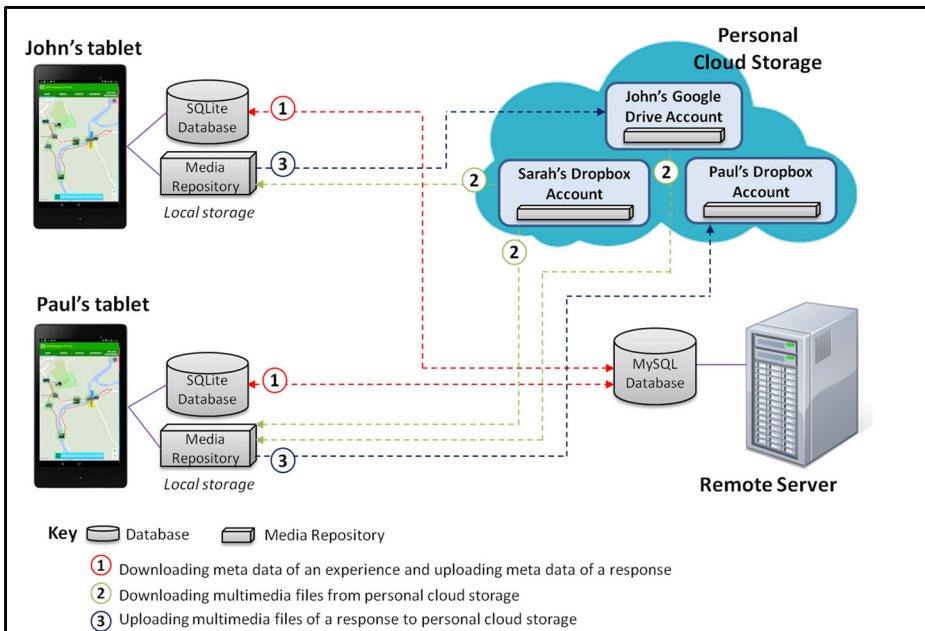 John's tablet
SQLite
Database
Media
Repository
Local storage
1
3
Personal
Cloud Storage
John's Google
Drive Account
2
2
Sarah's Dropbox
Account
2
Paul's Dropbox
Account
Paul's tablet
SQLite
Database
Media
Repository
Local storage
1
3
MySQL
Database
Remote Server
Key
Database
Media Repository
1 Downloading meta data of an experience and uploading meta data of a response
2 Downloading multimedia files from personal cloud storage
3 Uploading multimedia files of a response to personal cloud storage